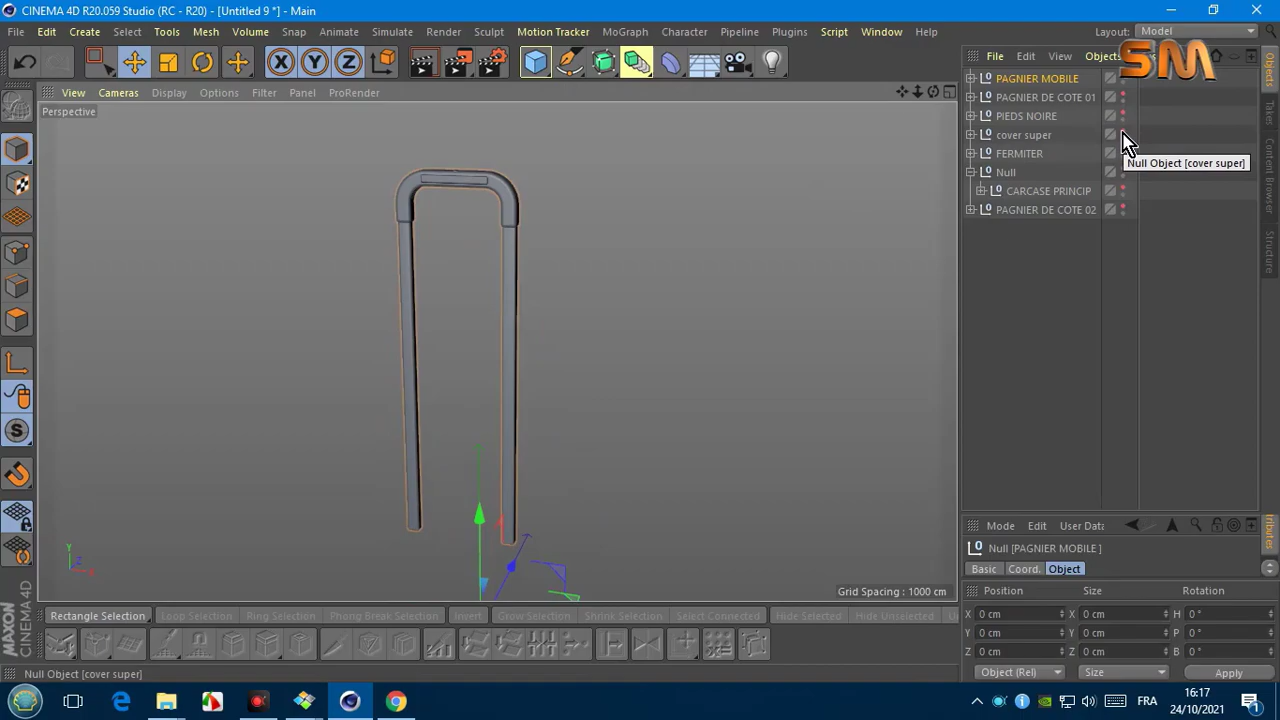 CINEMA 4D R20.059 Studio (RC - R20) - [Untitled 9 *] - Main
File Edit Create Select Tools Mesh Volume Snap Animate Simulate Render Sculpt Motion Tracker MoGraph Character Pipeline Plugins Script Window Help
Layout: Model
X Y Z
File Edit View Objects
SM
View Cameras Display Options Filter Panel ProRender
Perspective
PAGNIER MOBILE
PAGNIER DE COTE 01
PIEDS NOIRE
cover super
FERMITER
Null Object [cover super]
Null
CARCASE PRINCIP
PAGNIER DE COTE 02
Objects
Takes
Content Browser
Structure
Mode Edit User Data
Null [PAGNIER MOBILE ]
Basic Coord. Object
Y
Z
Grid Spacing : 1000 cm
Position Size Rotation
X 0 cm X 0 cm H 0 °
Y 0 cm Y 0 cm P 0 °
Z 0 cm Z 0 cm B 0 °
Object (Rel) Size Apply
Rectangle Selection Loop Selection Ring Selection Phong Break Selection Invert Grow Selection Shrink Selection Select Connected Hide Selected Hide Unselected
MAXON CINEMA 4D
Null Object [cover super]
FRA
16:17
24/10/2021